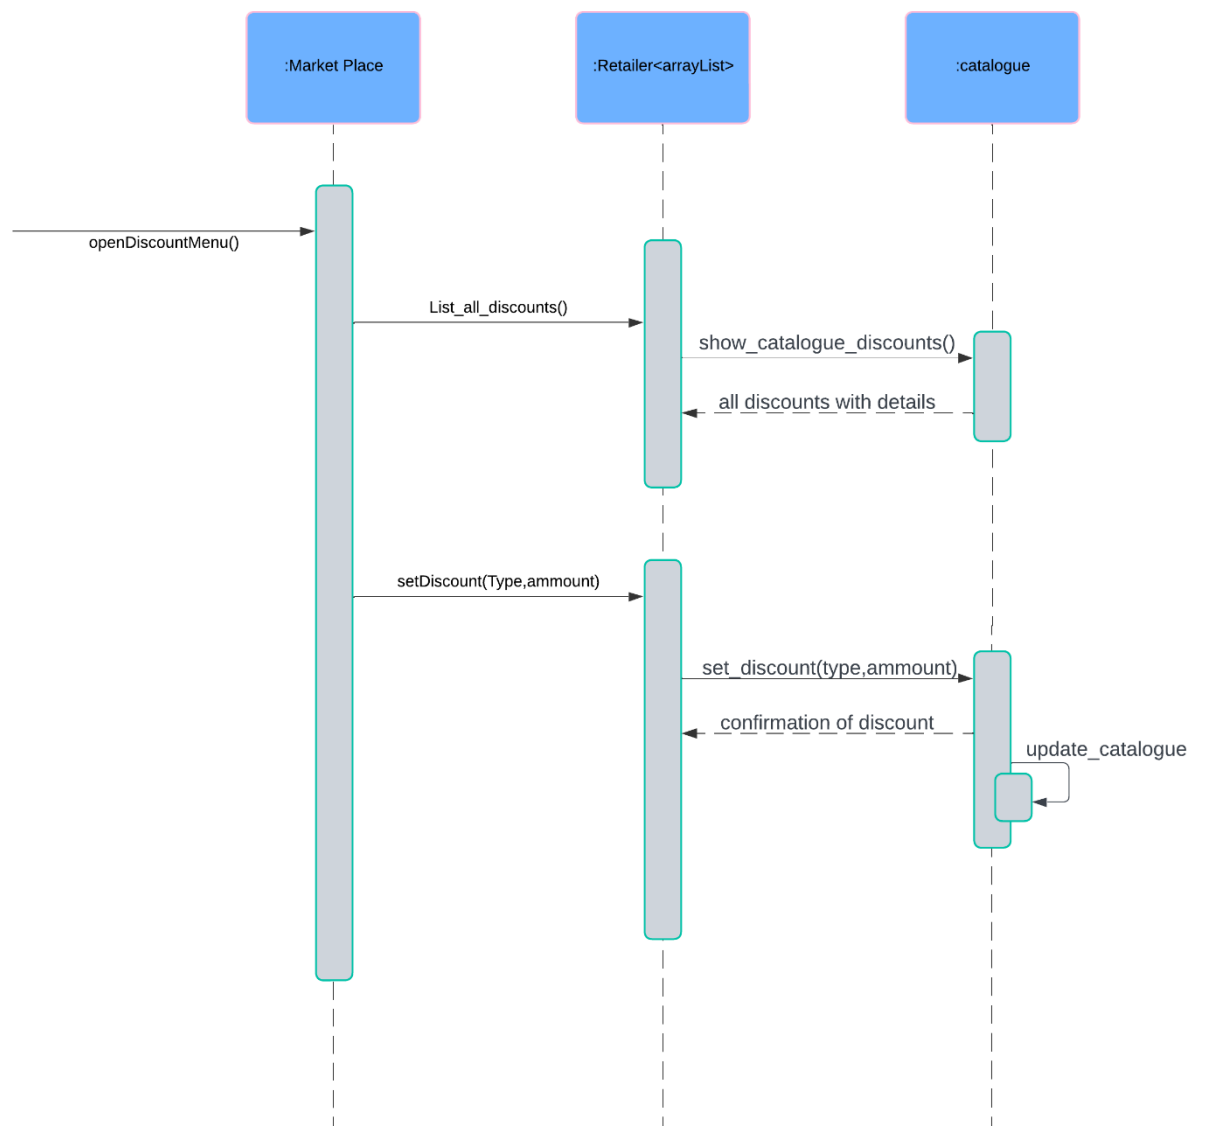 :Market Place
:Retailer<arrayList>
:catalogue
openDiscountMenu()
List_all_discounts()
show_catalogue_discounts()
all discounts with details
setDiscount(Type,ammount)
set_discount(type,ammount)
confirmation of discount
update_catalogue